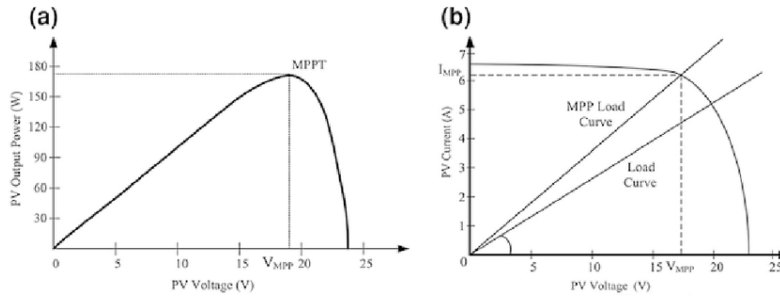 (a)
MPPT
180
150
120
90
60
30
PV Output Power (W)
0 5 10 15 V_MPP 20 25
PV Voltage (V)
(b)
7
I_MPP
6
5
4
3
2
1
PV Current (A)
MPP Load
Curve
Load
Curve
0 5 10 15 V_MPP 20 25
PV Voltage (V)